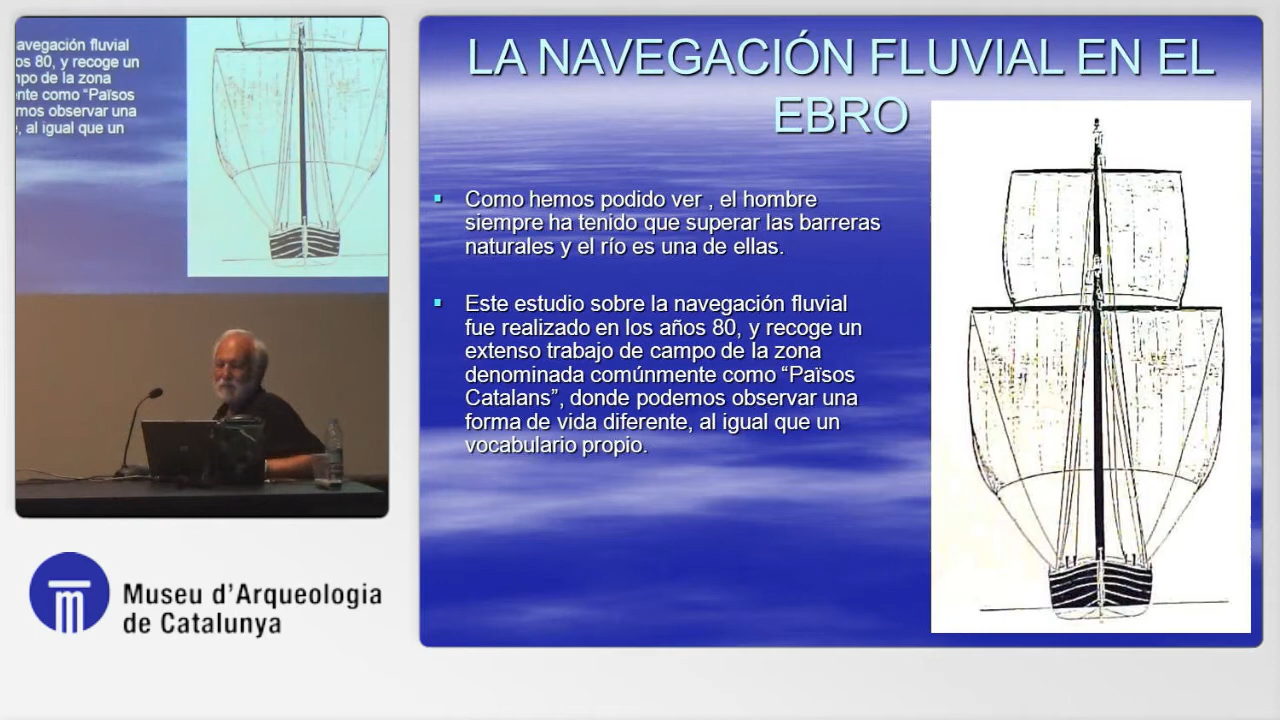 avegación fluvial
os 80, y recoge un
npo de la zona
ente como “Països
mos observar una
, al igual que un
Museu d'Arqueologia
de Catalunya
LA NAVEGACIÓN FLUVIAL EN EL
EBRO
Como hemos podido ver , el hombre
siempre ha tenido que superar las barreras
naturales y el río es una de ellas.
Este estudio sobre la navegación fluvial
fue realizado en los años 80, y recoge un
extenso trabajo de campo de la zona
denominada comúnmente como “Països
Catalans”, donde podemos observar una
forma de vida diferente, al igual que un
vocabulario propio.